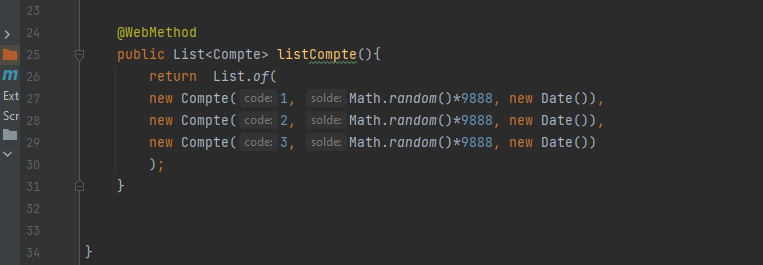 23
24 @WebMethod
25 public List<Compte> listCompte(){
m 26 return List.of(
Ext 27 new Compte( code: 1, solde: Math.random()*9888, new Date()),
Scr 28 new Compte( code: 2, solde: Math.random()*9888, new Date()),
29 new Compte( code: 3, solde: Math.random()*9888, new Date())
30 );
31 }
32
33
34 }